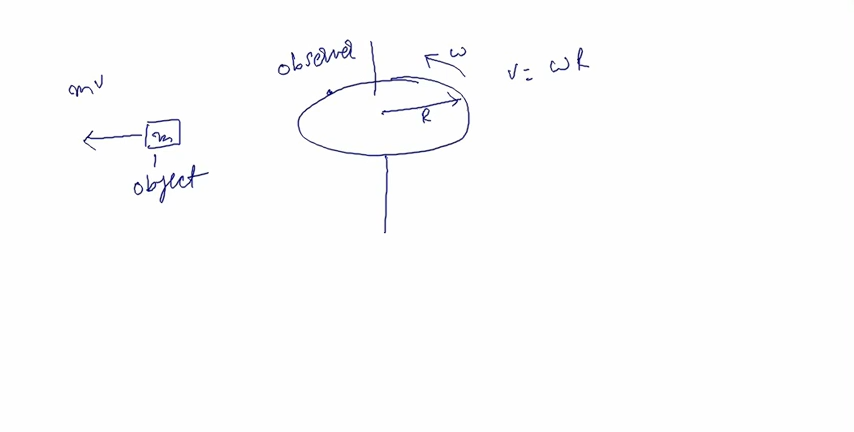 observer
ω
v = ωR
mv
R
m
object